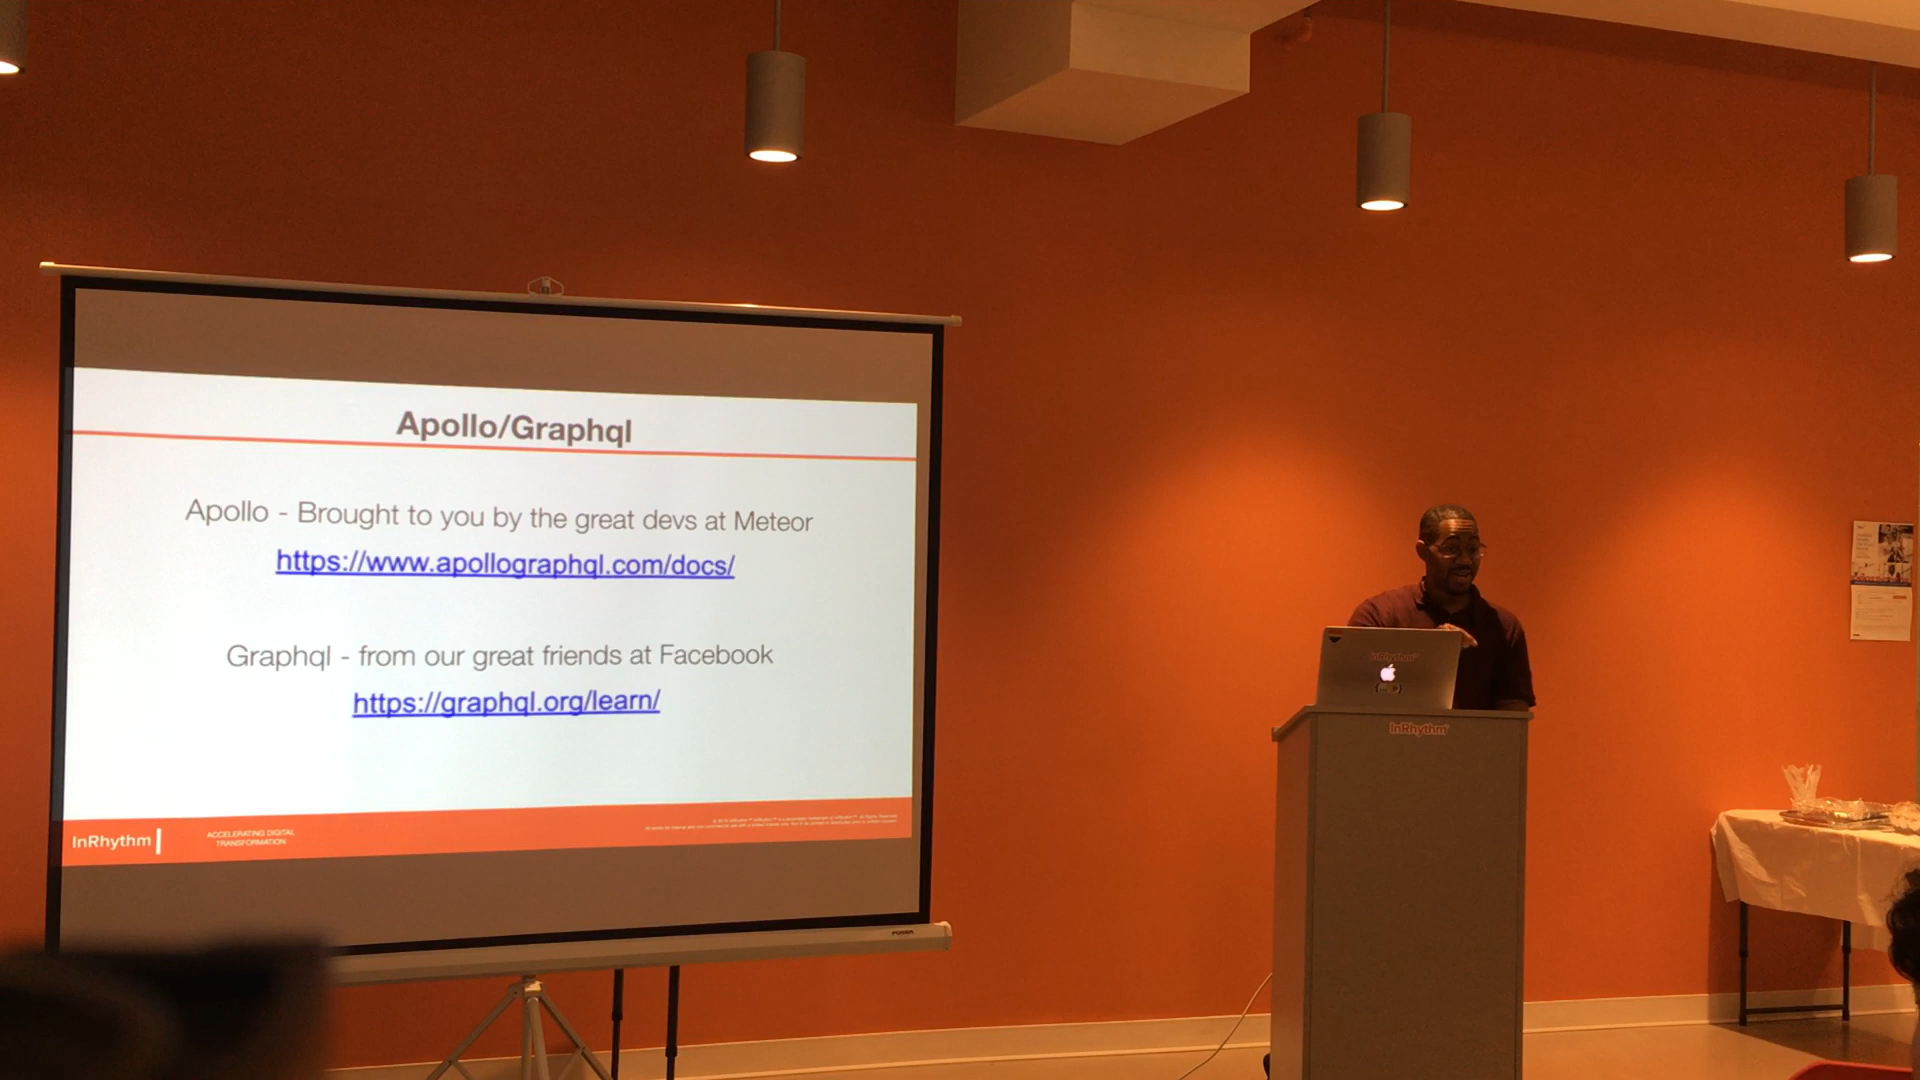 Apollo/Graphql
Apollo - Brought to you by the great devs at Meteor
https://www.apollographql.com/docs/
Graphql - from our great friends at Facebook
https://graphql.org/learn/
InRhythm
ACCELERATING DIGITAL
TRANSFORMATION
InRhythm
InRhythm